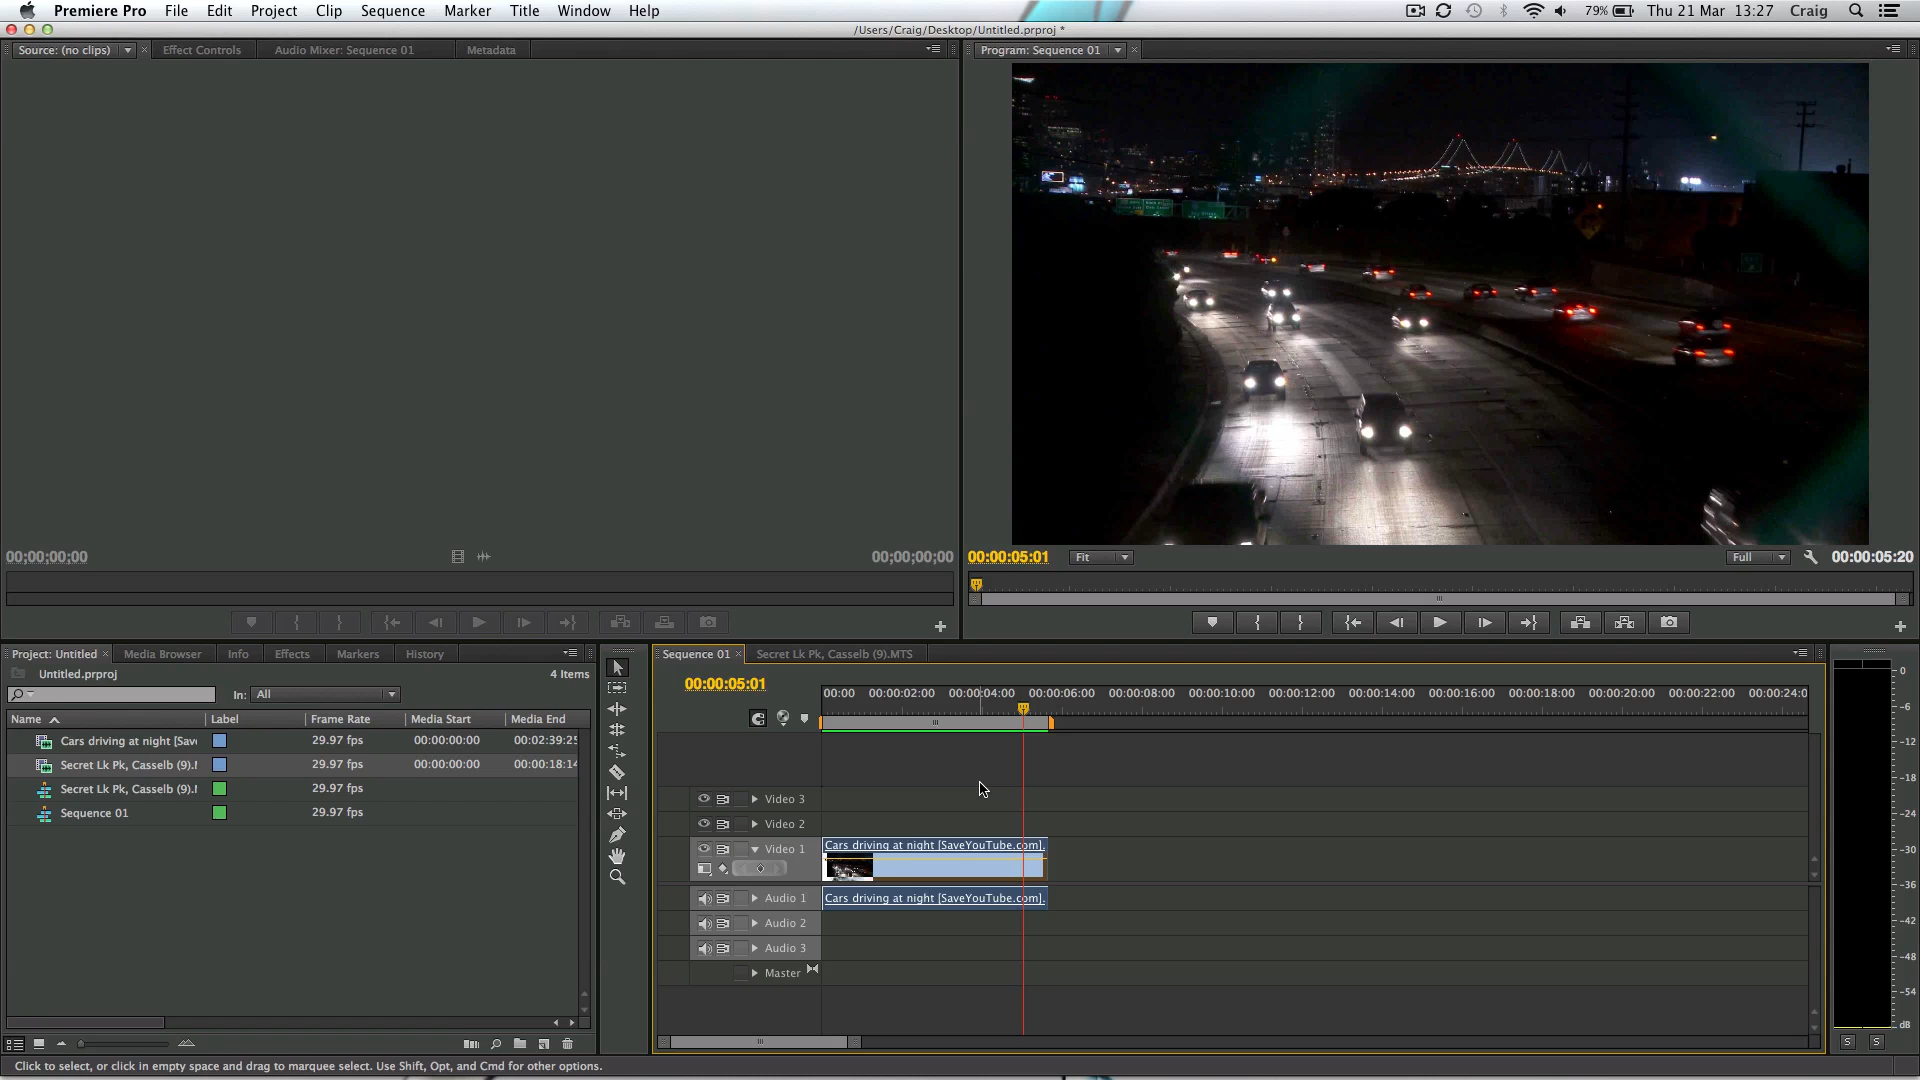 Premiere Pro File Edit Project Clip Sequence Marker Title Window Help 79% Thu 21 Mar 13:27 Craig
/Users/Craig/Desktop/Untitled.prproj *
Source: (no clips) Effect Controls Audio Mixer: Sequence 01 Metadata
Program: Sequence 01
00;00;00;00 00;00;00;00
00:00:05:01 Fit Full 00:00:05:20
Project: Untitled Media Browser Info Effects Markers History
Untitled.prproj 4 Items
In: All
Name Label Frame Rate Media Start Media End
Cars driving at night [Sav 29.97 fps 00:00:00:00 00:02:39:25
Secret Lk Pk, Casselb (9).I 29.97 fps 00:00:00:00 00:00:18:14
Secret Lk Pk, Casselb (9).I 29.97 fps
Sequence 01 29.97 fps
Sequence 01 Secret Lk Pk, Casselb (9).MTS
00:00:05:01
00:00 00:00:02:00 00:00:04:00 00:00:06:00 00:00:08:00 00:00:10:00 00:00:12:00 00:00:14:00 00:00:16:00 00:00:18:00 00:00:20:00 00:00:22:00 00:00:24:0
Video 3
Video 2
Video 1 Cars driving at night [SaveYouTube.com].
Audio 1 Cars driving at night [SaveYouTube.com].
Audio 2
Audio 3
Master
0
-6
-12
-18
-24
-30
-36
-42
-48
-54
dB
S S
Click to select, or click in empty space and drag to marquee select. Use Shift, Opt, and Cmd for other options.